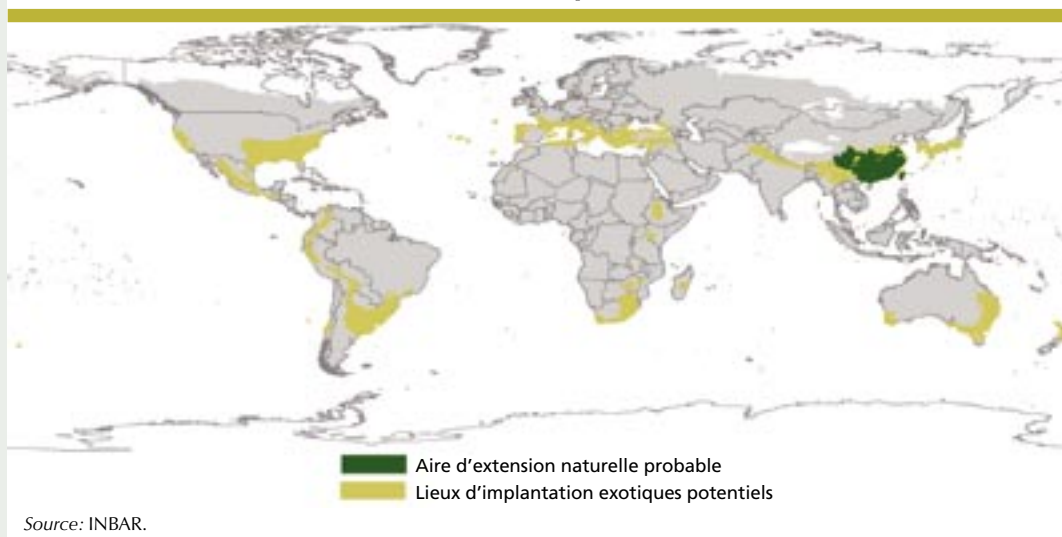 Aire d'extension naturelle probable
Lieux d'implantation exotiques potentiels
Source: INBAR.